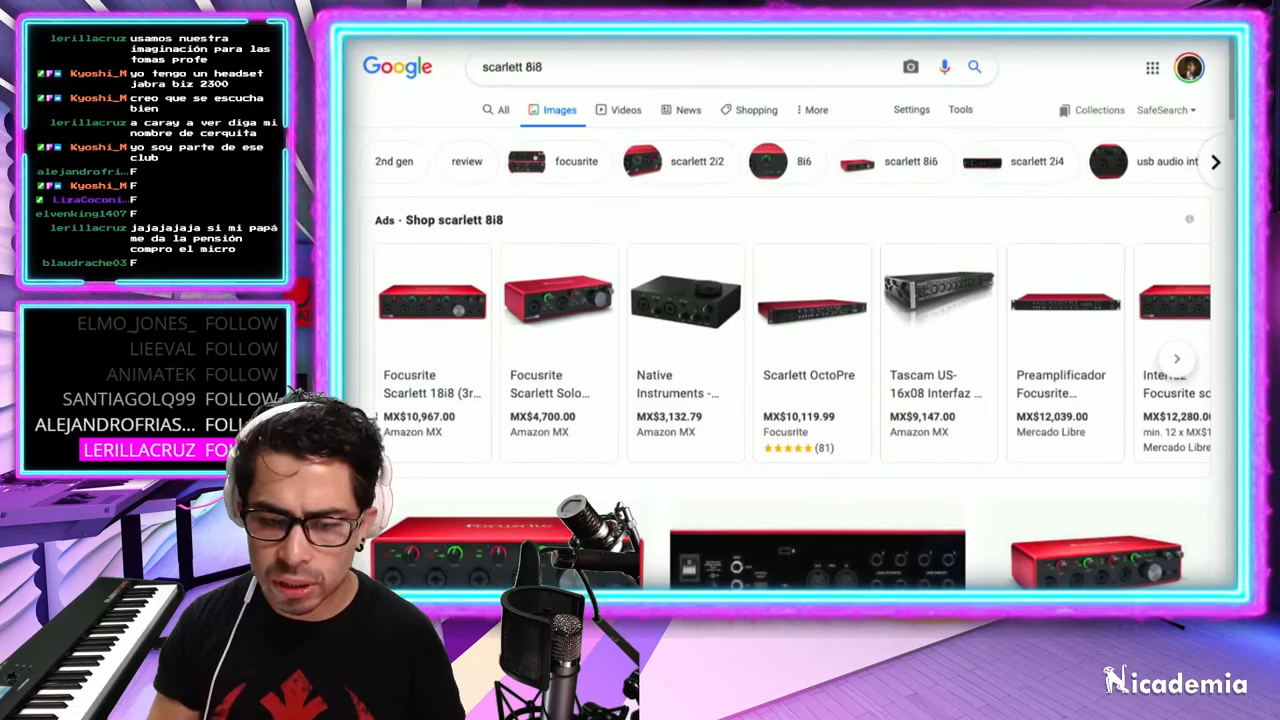 lerillacruz usamos nuestra
imaginación para las
tomas profe
Kyoshi_M yo tengo un headset
jabra biz 2300
Kyoshi_M creo que se escucha
bien
lerillacruz a caray a ver diga mi
nombre de cerquita
Kyoshi_M yo soy parte de ese
club
alejandrofri... F
Kyoshi_M F
LizaCoconi... F
elvenking1407 F
lerillacruz jajajajaja si mi papá
me da la pensión
compro el micro
blaudrache03 F
ELMO_JONES_ FOLLOW
LIEEVAL FOLLOW
ANIMATEK FOLLOW
SANTIAGOLQ99 FOLLOW
ALEJANDROFRIAS...
LERILLACRUZ
Google
scarlett 8i8
All Images Videos News Shopping More Settings Tools Collections SafeSearch
2nd gen review focusrite scarlett 2i2 8i6 scarlett 8i6 scarlett 2i4 usb audio int
Ads · Shop scarlett 8i8
Focusrite
Scarlett 18i8 (3r...
MX$10,967.00
Amazon MX
Focusrite
Scarlett Solo...
MX$4,700.00
Amazon MX
Native
Instruments -...
MX$3,132.79
Amazon MX
Scarlett OctoPre
MX$10,119.99
Focusrite
(81)
Tascam US-
16x08 Interfaz ...
MX$9,147.00
Amazon MX
Preamplificador
Focusrite...
MX$12,039.00
Mercado Libre
Interfaz
Focusrite sc
MX$12,280.0
min. 12 x MX$1
Mercado Libre
Focusrite
Nicademia